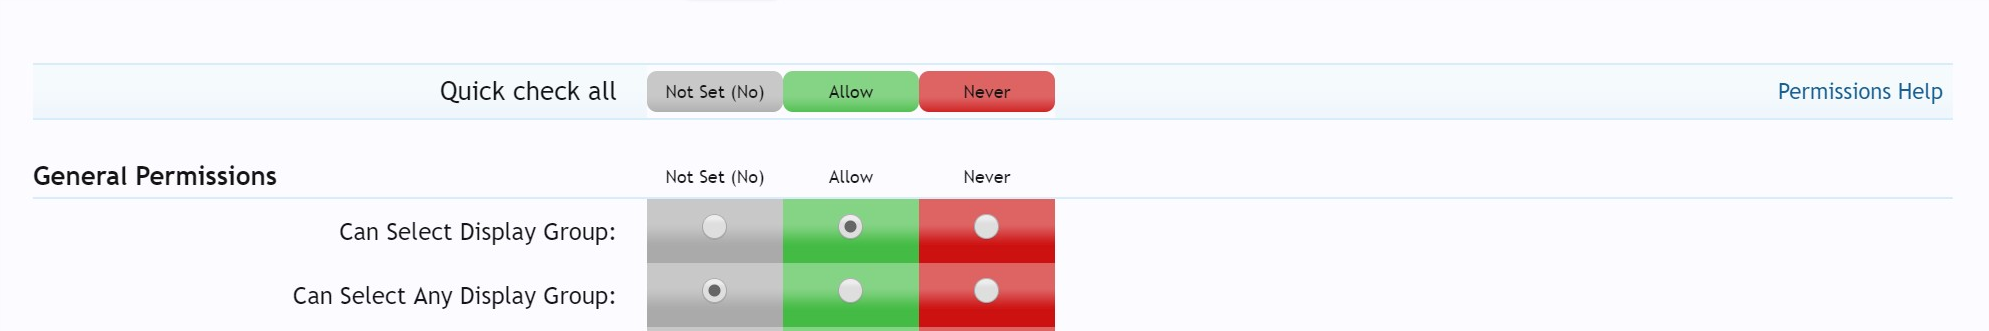 Quick check all Not Set (No) Allow Never Permissions Help
General Permissions Not Set (No) Allow Never
Can Select Display Group:
Can Select Any Display Group: